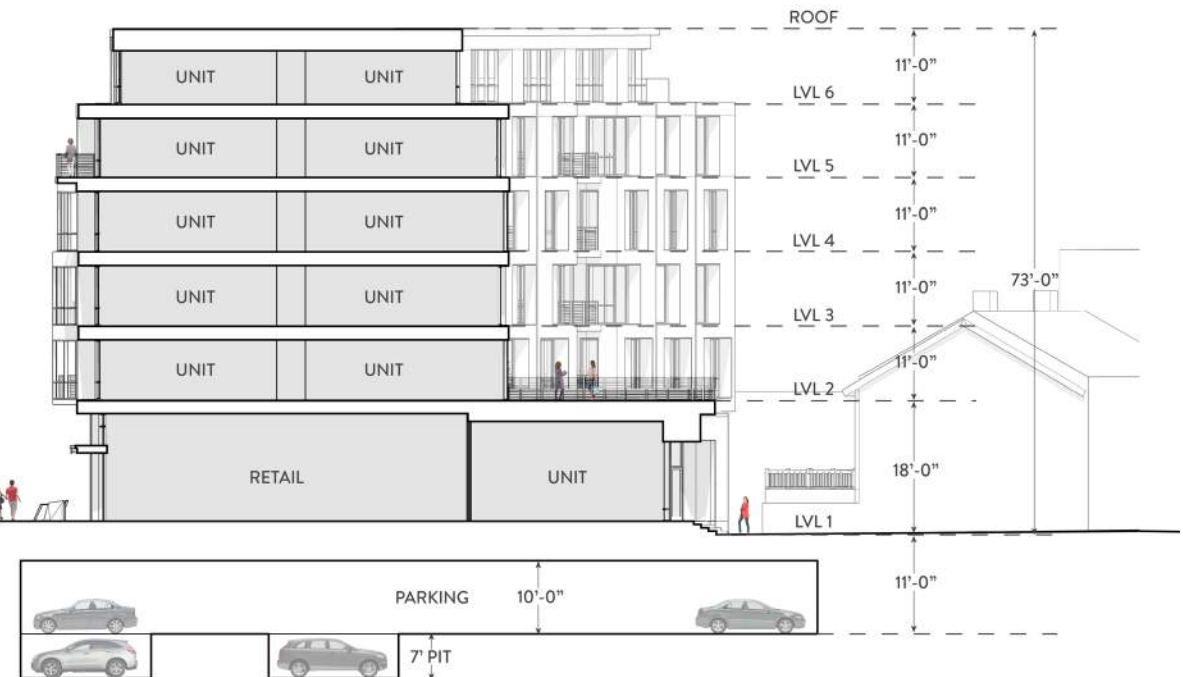 ROOF
11'-0"
UNIT UNIT
LVL 6
11'-0"
UNIT UNIT
LVL 5
11'-0"
UNIT UNIT
LVL 4
11'-0"
73'-0"
UNIT UNIT
LVL 3
11'-0"
UNIT UNIT
LVL 2
18'-0"
RETAIL UNIT
LVL 1
11'-0"
PARKING 10'-0"
7' PIT